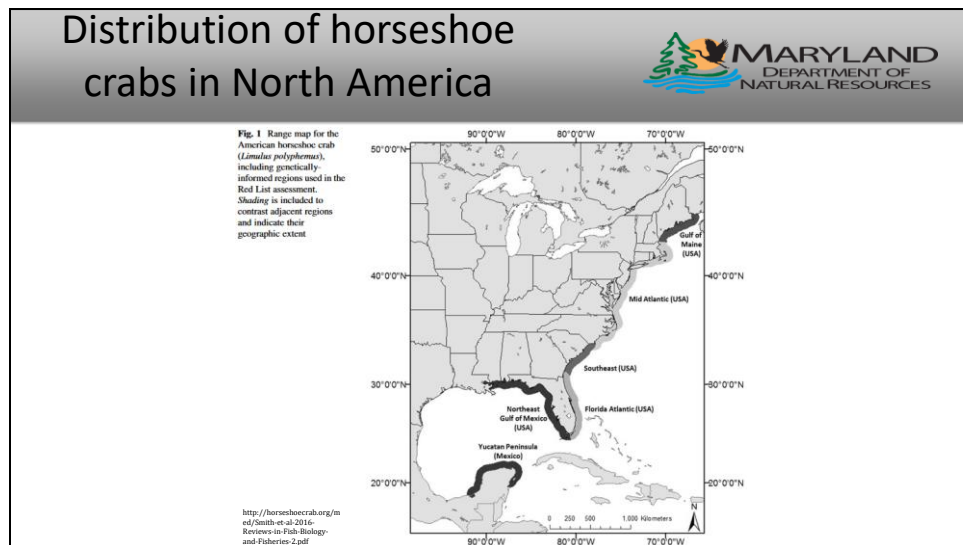 Distribution of horseshoe
crabs in North America
MARYLAND
DEPARTMENT OF
NATURAL RESOURCES
Fig. 1 Range map for the
American horseshoe crab
(Limulus polyphemus),
including genetically-
informed regions used in the
Red List assessment.
Shading is included to
contrast adjacent regions
and indicate their
geographic extent
90°0'0"W 80°0'0"W 70°0'0"W
50°0'0"N 50°0'0"N
Gulf of
Maine
(USA)
40°0'0"N 40°0'0"N
Mid Atlantic (USA)
Southeast (USA)
30°0'0"N 30°0'0"N
Northeast
Gulf of Mexico
(USA)
Florida Atlantic (USA)
Yucatan Peninsula
(Mexico)
20°0'0"N 20°0'0"N
N
0 250 500 1,000 Kilometers
90°0'0"W 80°0'0"W 70°0'0"W
http://horseshoecrab.org/m
ed/Smith-et-al-2016-
Reviews-in-Fish-Biology-
and-Fisheries-2.pdf